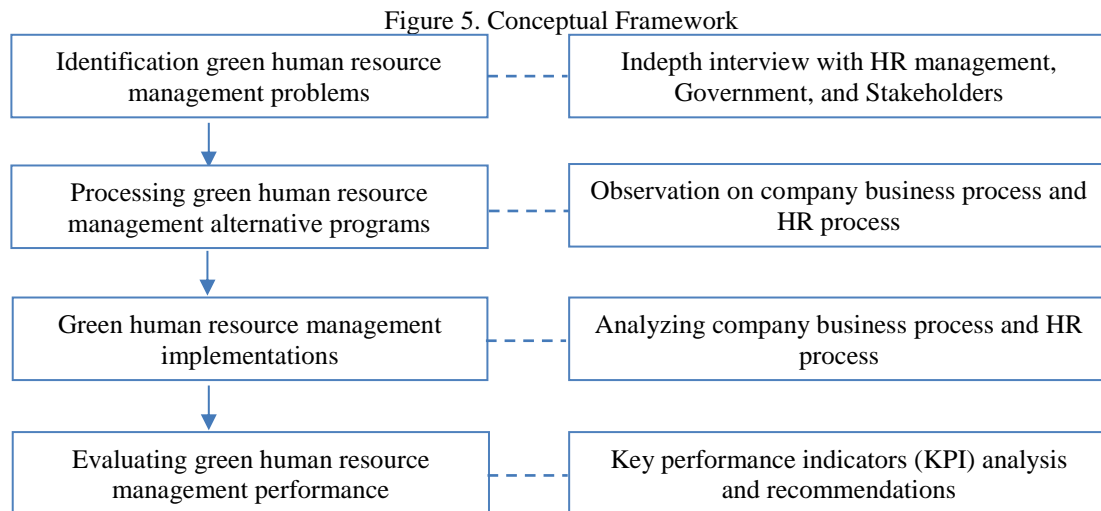 Figure 5. Conceptual Framework
Identification green human resource
management problems
Indepth interview with HR management,
Government, and Stakeholders
Processing green human resource
management alternative programs
Observation on company business process and
HR process
Green human resource management
implementations
Analyzing company business process and HR
process
Evaluating green human resource
management performance
Key performance indicators (KPI) analysis
and recommendations